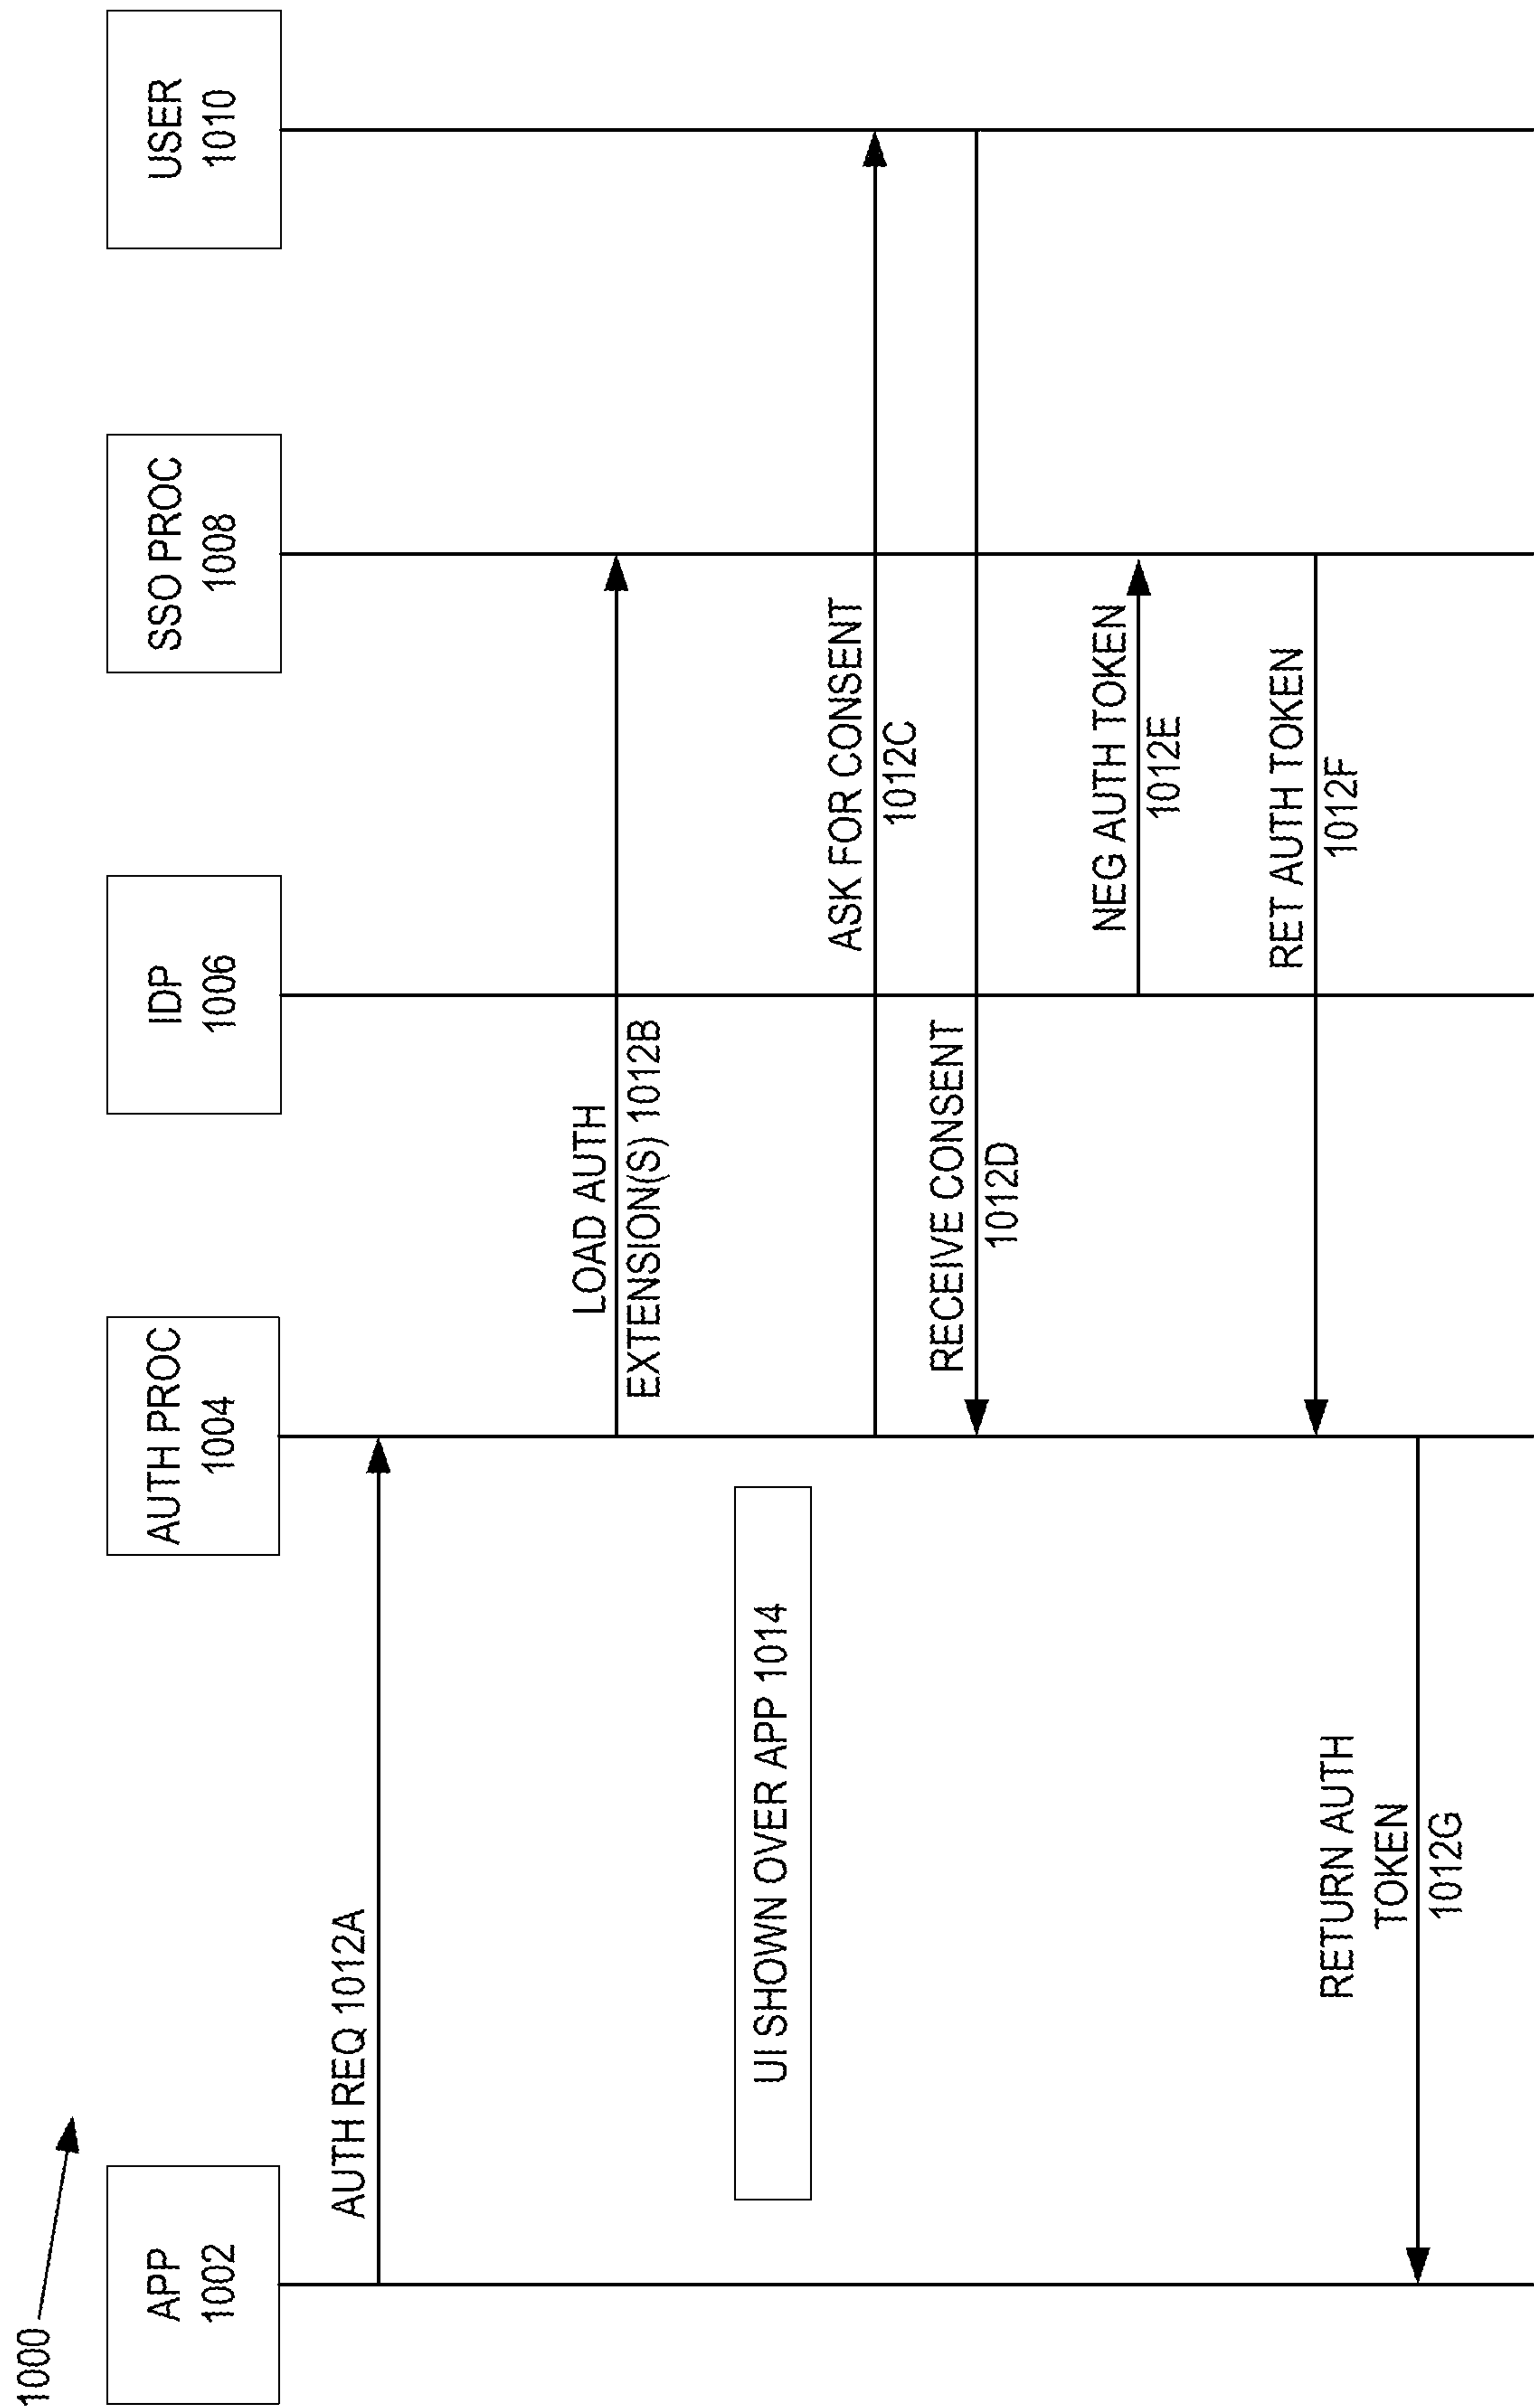 1000
APP
1002
AUTH PROC
1004
IDP
1006
SSO PROC
1008
USER
1010
AUTH REQ 1012A
LOAD AUTH
EXTENSION(S) 1012B
UI SHOWN OVER APP 1014
ASK FOR CONSENT
1012C
RECEIVE CONSENT
1012D
NEG AUTH TOKEN
1012E
RET AUTH TOKEN
1012F
RETURN AUTH
TOKEN
1012G